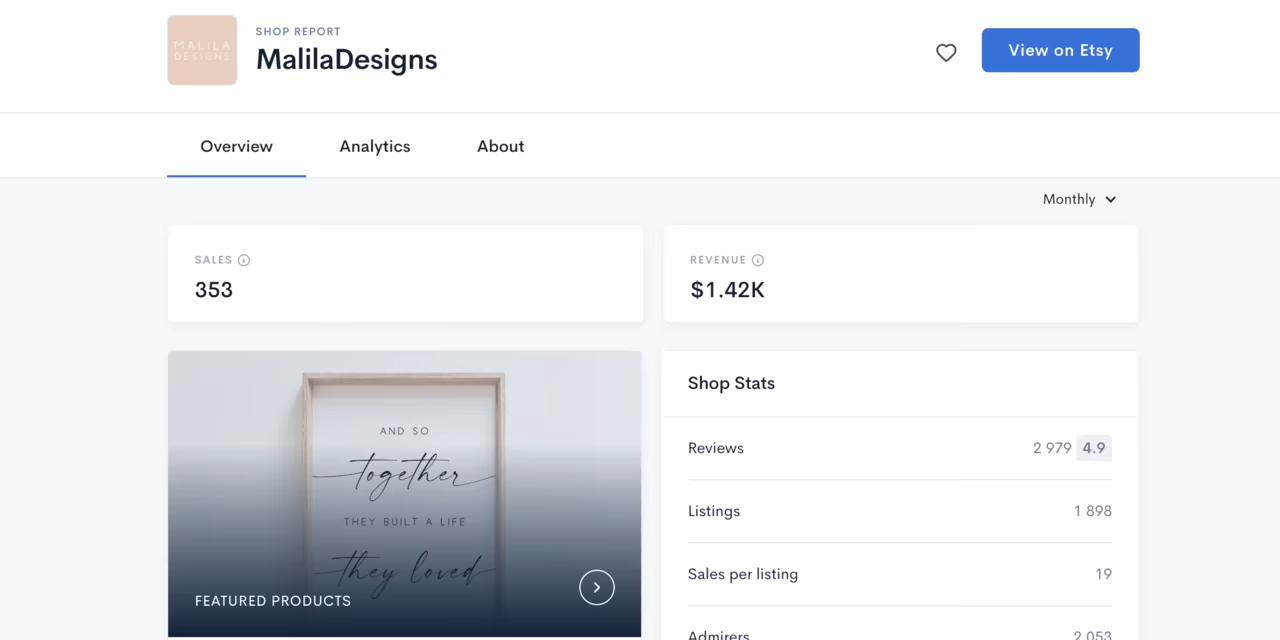 MALILA
DESIGNS
SHOP REPORT
MalilaDesigns
View on Etsy
Overview
Analytics
About
Monthly
SALES
353
REVENUE
$1.42K
AND SO
together
THEY BUILT A LIFE
they loved
FEATURED PRODUCTS
Shop Stats
Reviews 2 979 4.9
Listings 1 898
Sales per listing 19
Admirers 2 053